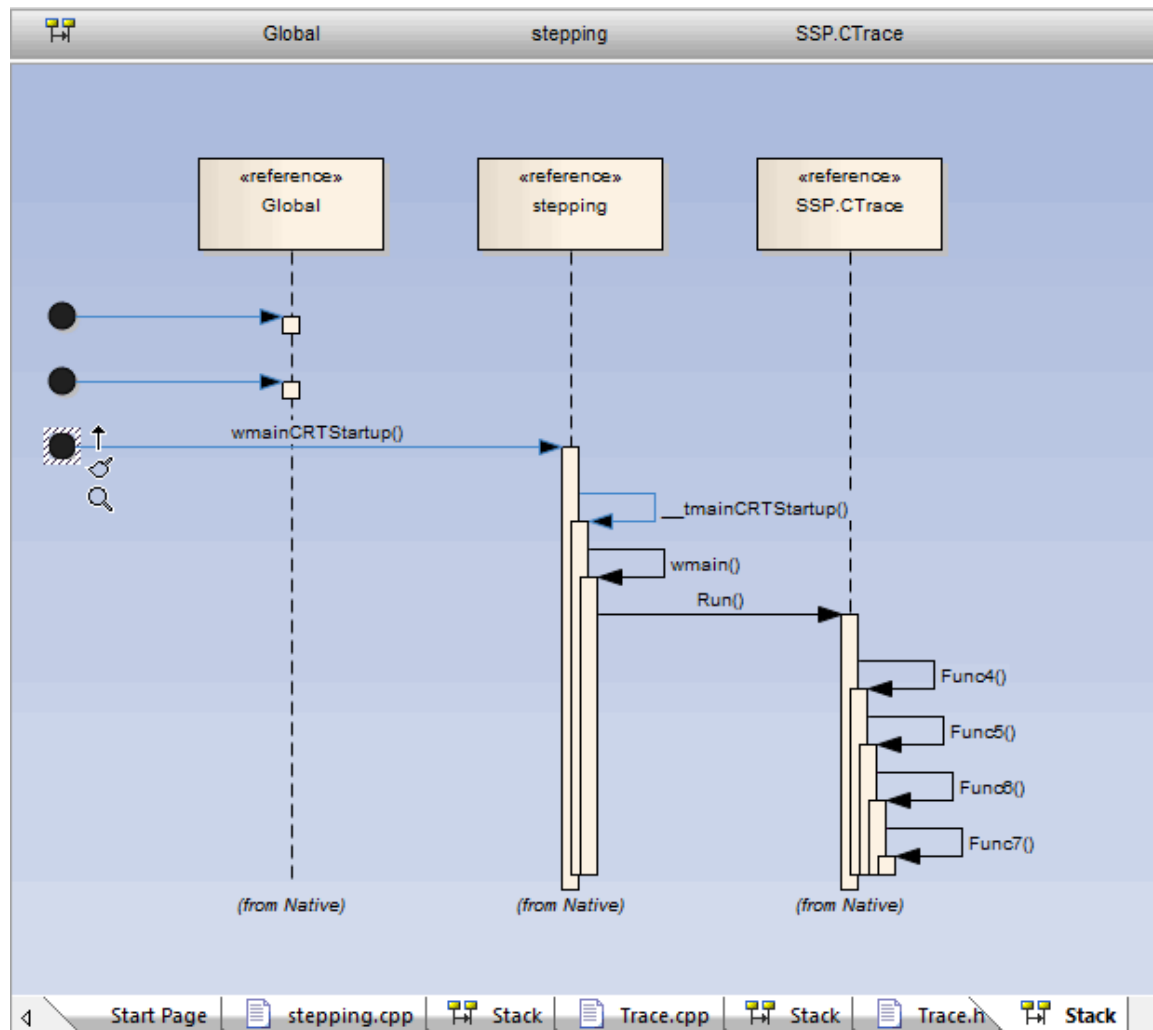 Global stepping SSP.CTrace
«reference» «reference» «reference»
Global stepping SSP.CTrace
wmainCRTStartup()
__tmainCRTStartup()
wmain()
Run()
Func4()
Func5()
Func6()
Func7()
(from Native) (from Native) (from Native)
Start Page stepping.cpp Stack Trace.cpp Stack Trace.h Stack